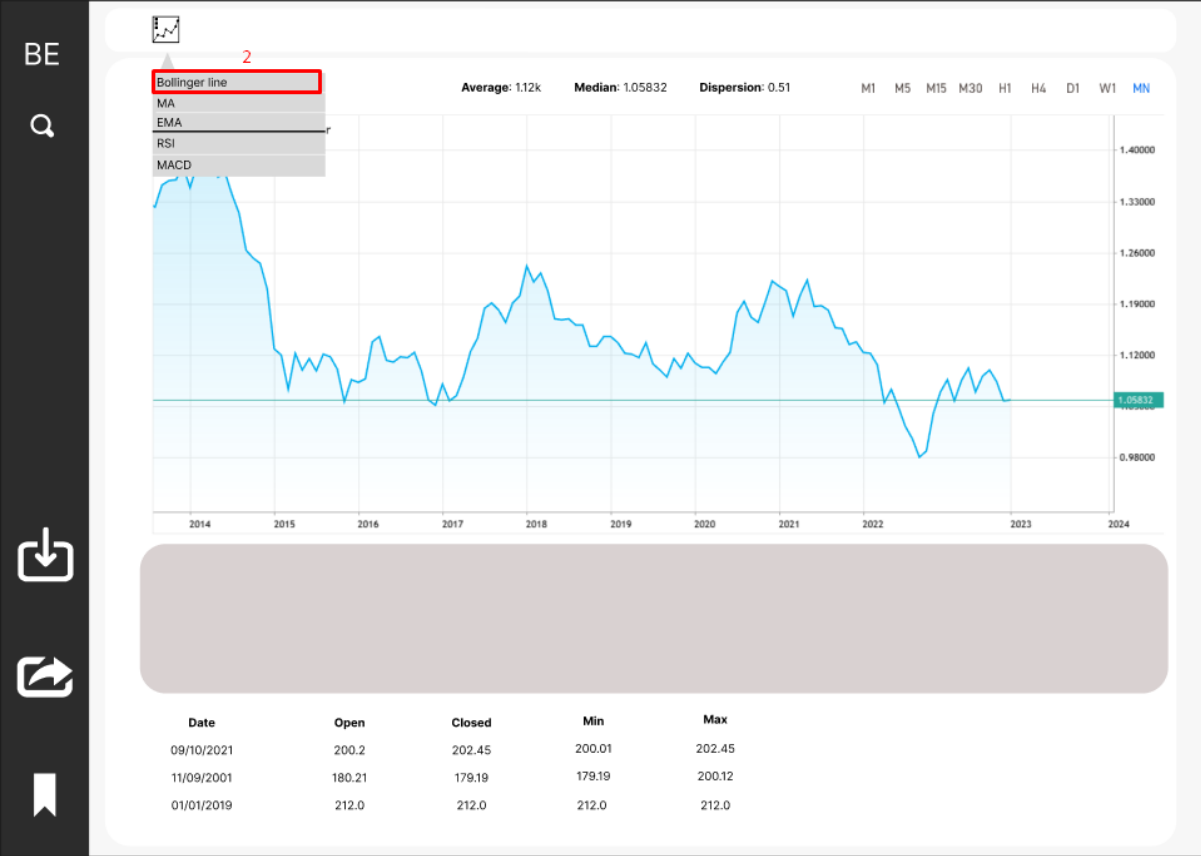 BE
2
Bollinger line
MA
EMA
r
RSI
MACD
Average: 1.12k Median: 1.05832 Dispersion: 0.51
M1 M5 M15 M30 H1 H4 D1 W1 MN
1.40000
1.33000
1.26000
1.19000
1.12000
1.05832
0.98000
2014 2015 2016 2017 2018 2019 2020 2021 2022 2023 2024
Date Open Closed Min Max
09/10/2021 200.2 202.45 200.01 202.45
11/09/2001 180.21 179.19 179.19 200.12
01/01/2019 212.0 212.0 212.0 212.0